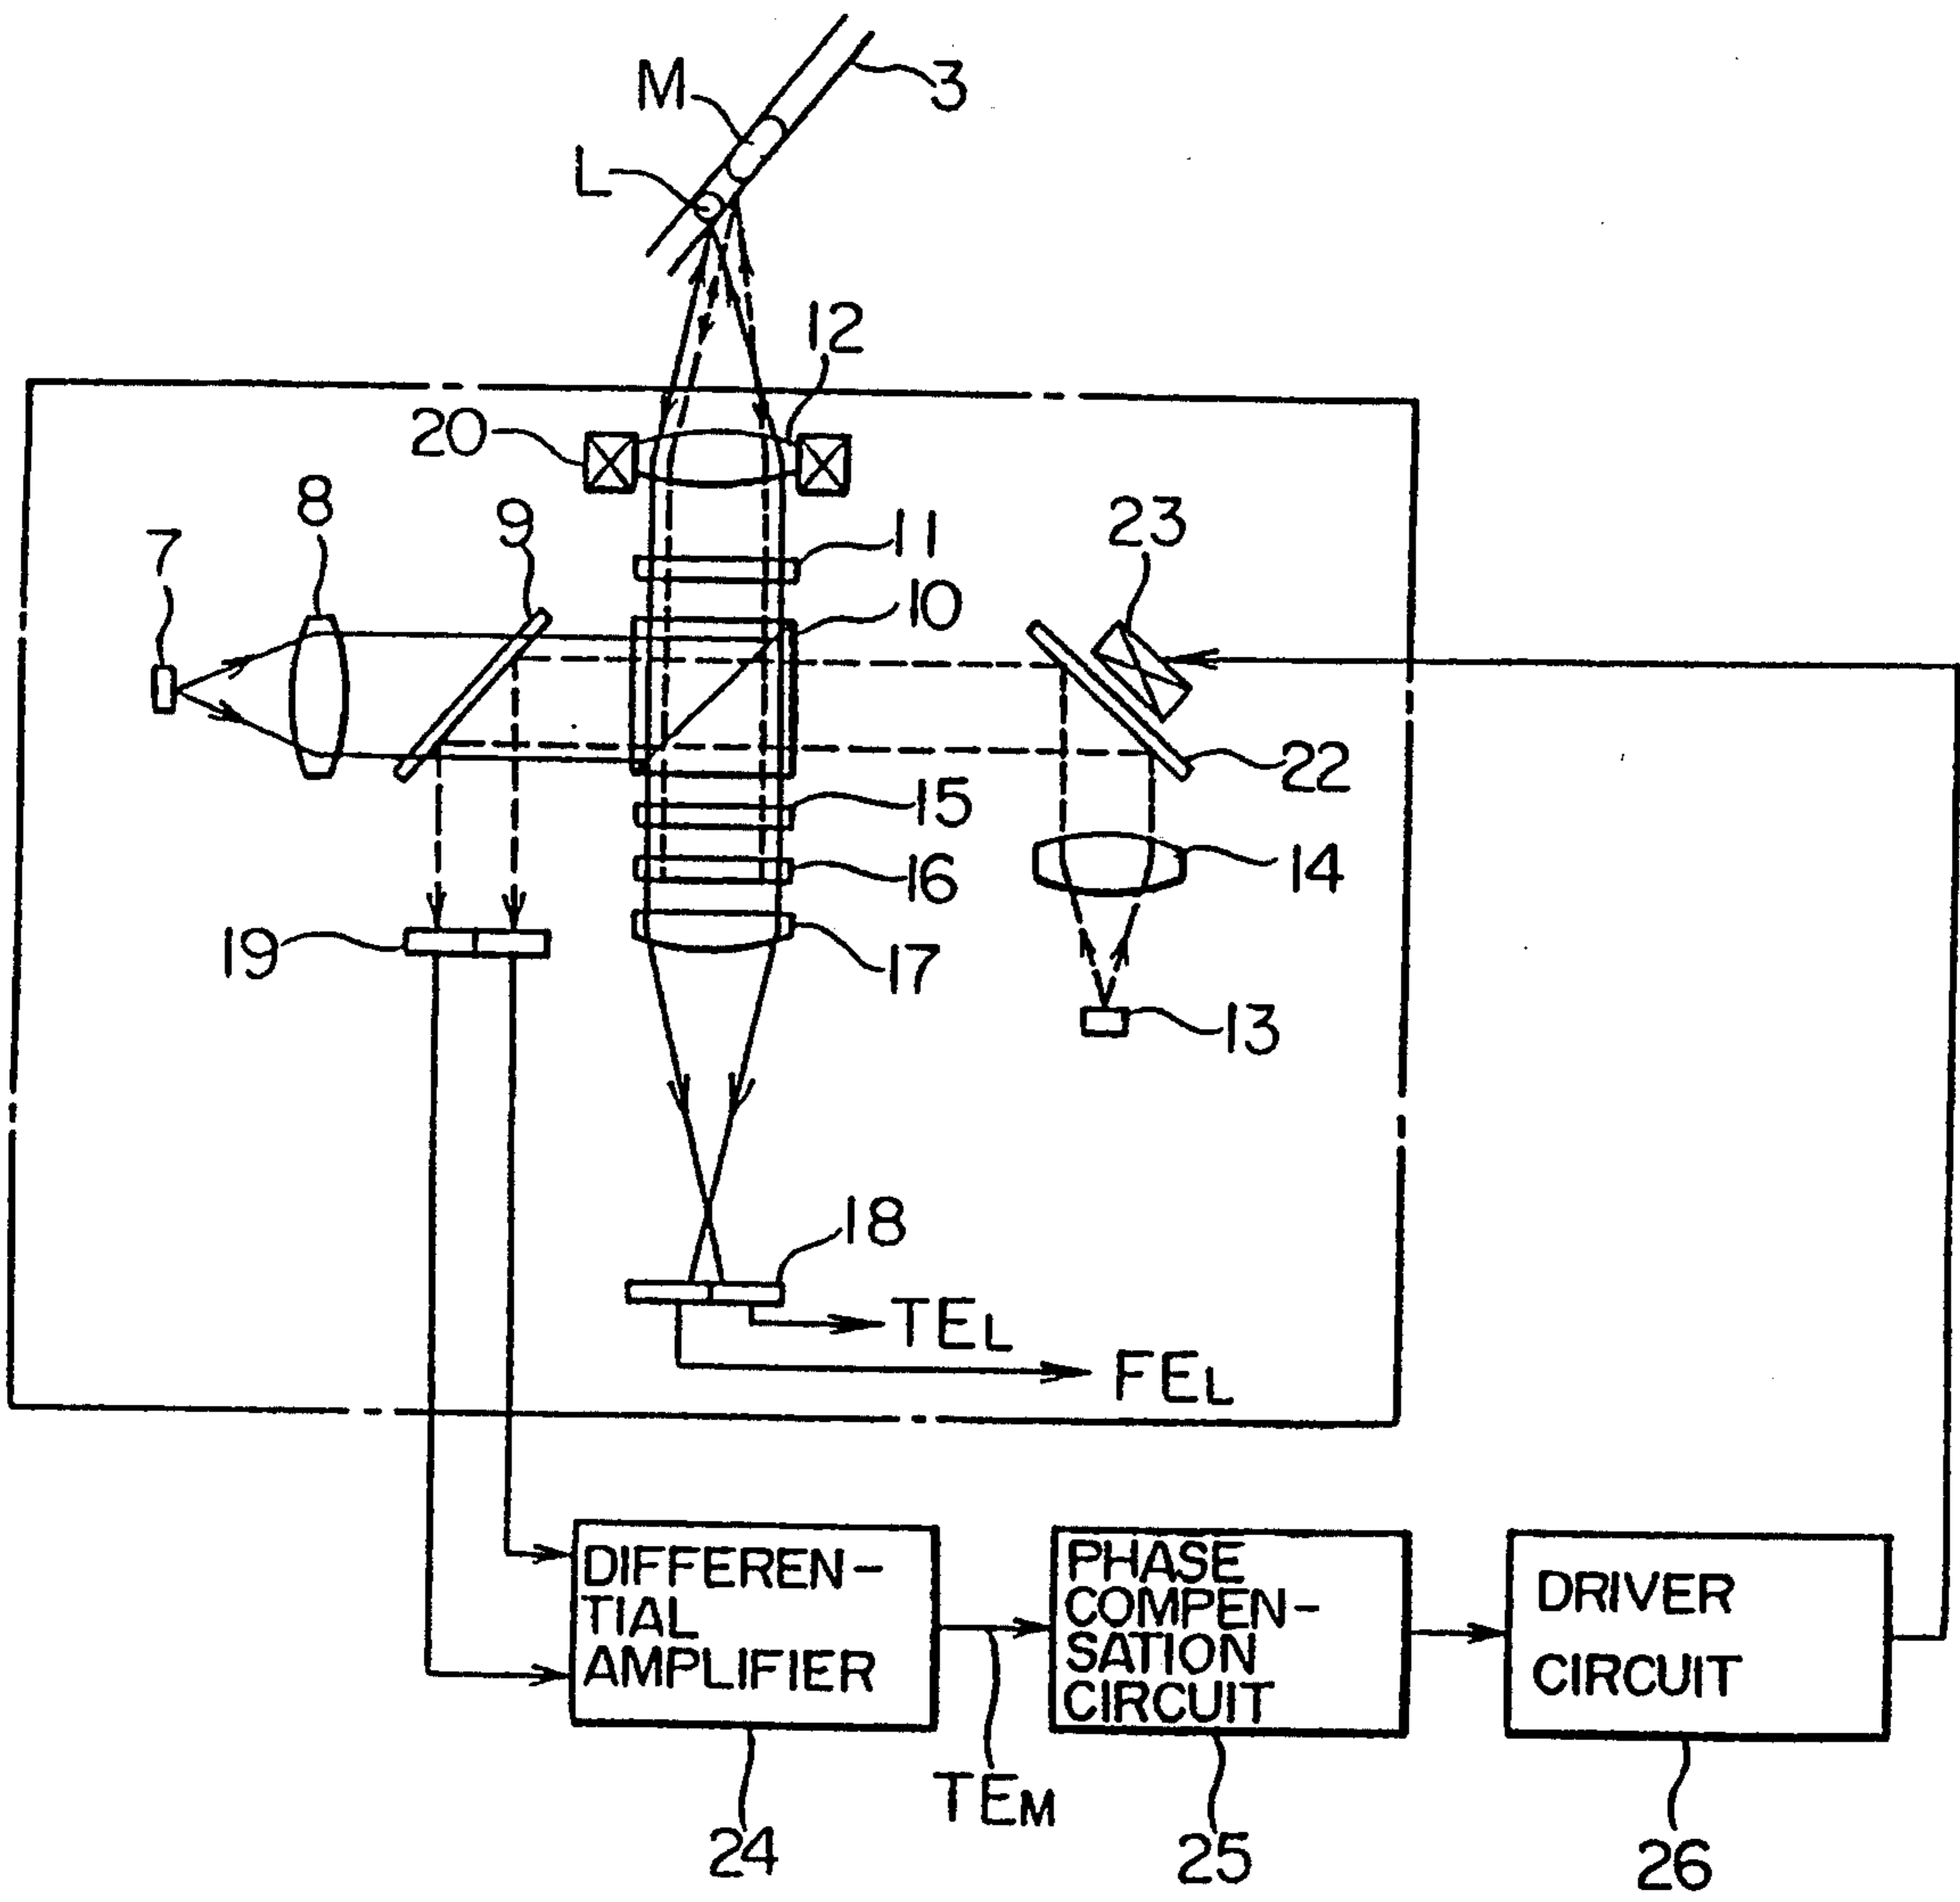 M
3
L
12
20
8
9
7
23
11
10
22
15
14
16
19
17
13
18
TEL
FEL
DIFFEREN-
TIAL
AMPLIFIER
PHASE
COMPEN-
SATION
CIRCUIT
DRIVER
CIRCUIT
TEM
24
25
26